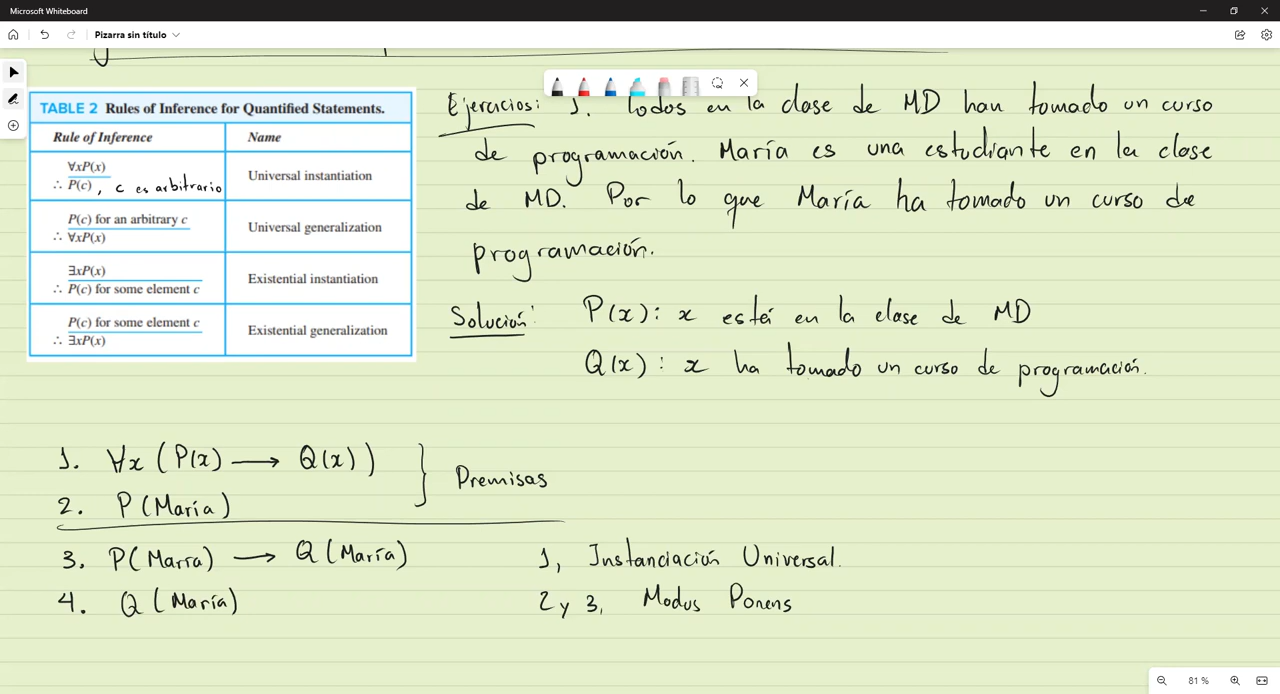 Microsoft Whiteboard
Pizarra sin título
TABLE 2 Rules of Inference for Quantified Statements.
Rule of Inference Name
∀xP(x)
∴ P(c) , c es arbitrario
Universal instantiation
P(c) for an arbitrary c
∴ ∀xP(x)
Universal generalization
∃xP(x)
∴ P(c) for some element c
Existential instantiation
P(c) for some element c
∴ ∃xP(x)
Existential generalization
Ejercicios: 1. Todos en la clase de MD han tomado un curso
de programación. María es una estudiante en la clase
de MD. Por lo que María ha tomado un curso de
programación.
Solución: P(x): x está en la clase de MD
Q(x): x ha tomado un curso de programación.
1. ∀x (P(x) → Q(x))
2. P(María)
Premisas
3. P(María) → Q(María) 1, Instanciación Universal.
4. Q(María) 2 y 3, Modus Ponens
81 %